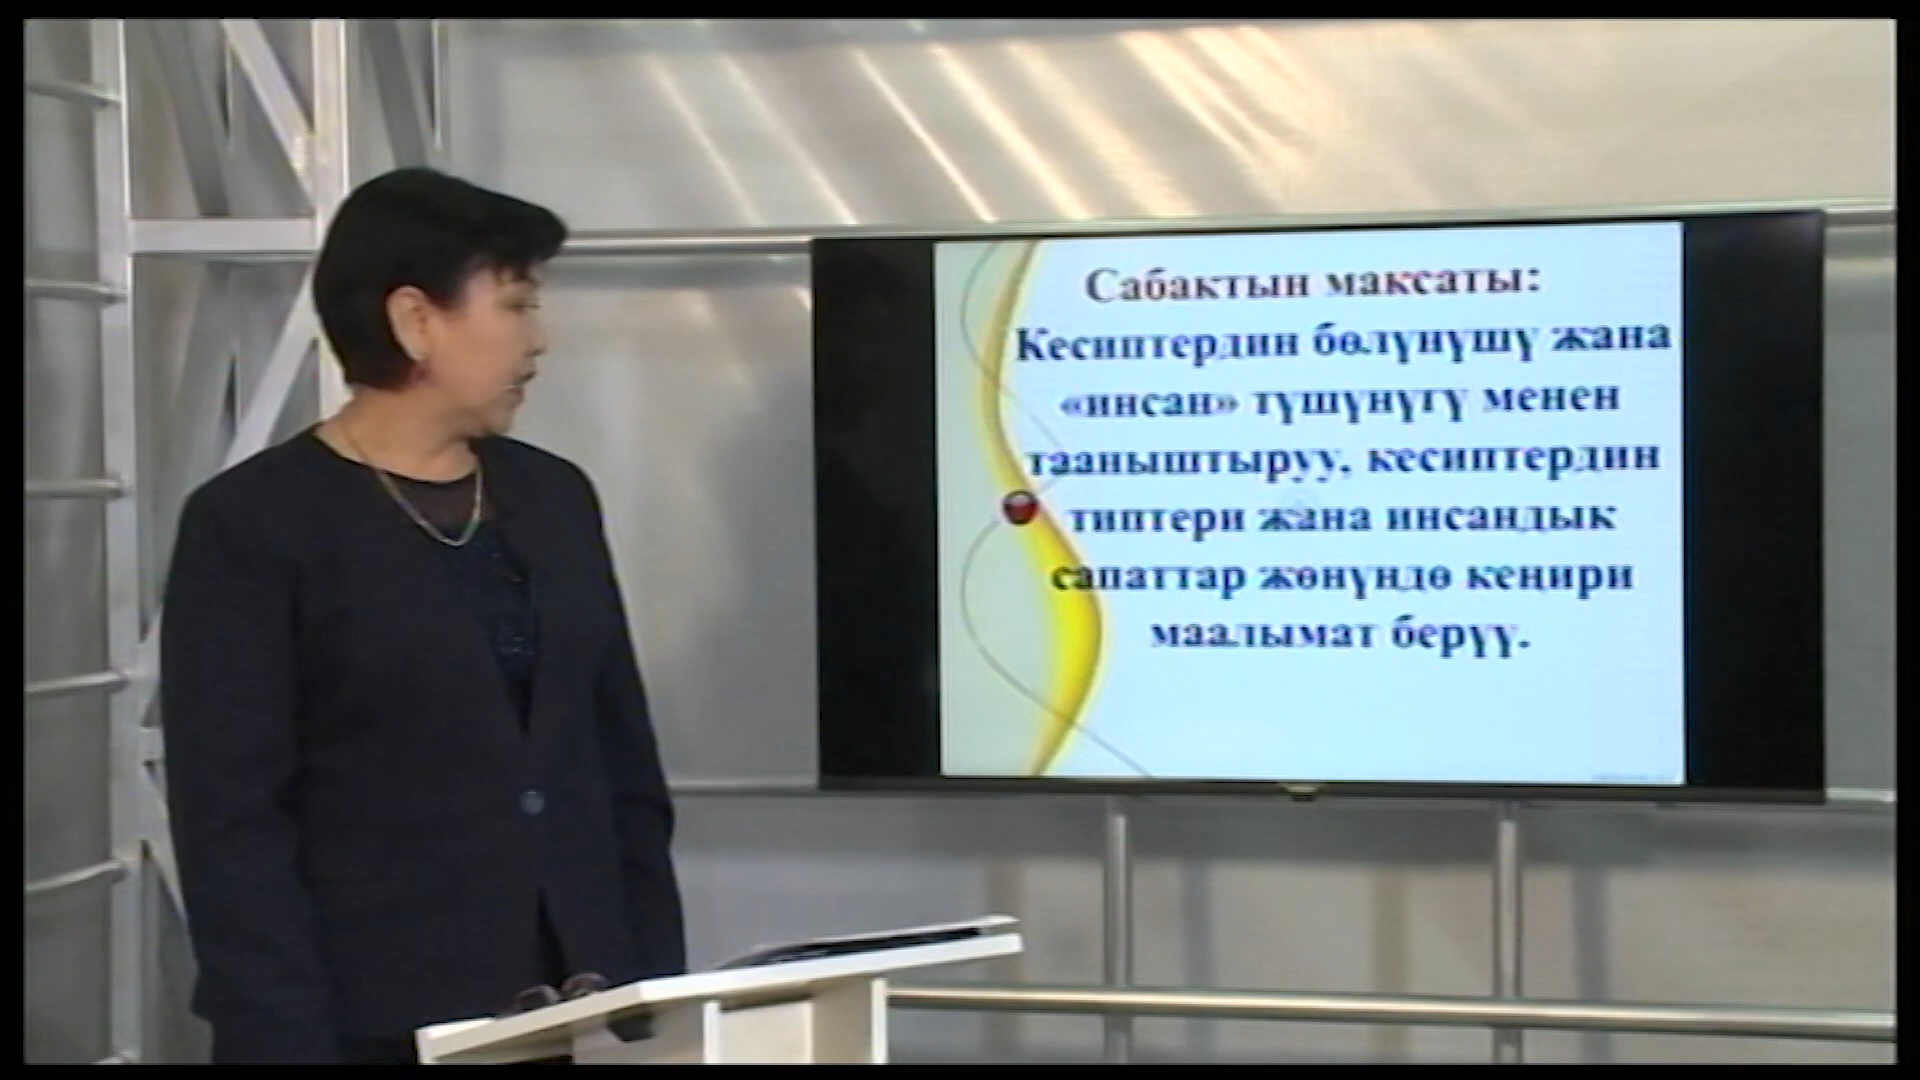 Сабактын максаты:
Кесиптердин бөлүнүшү жана
«инсан» түшүнүгү менен
тааныштыруу, кесиптердин
типтери жана инсандык
сапаттар жөнүндө кеңири
маалымат берүү.